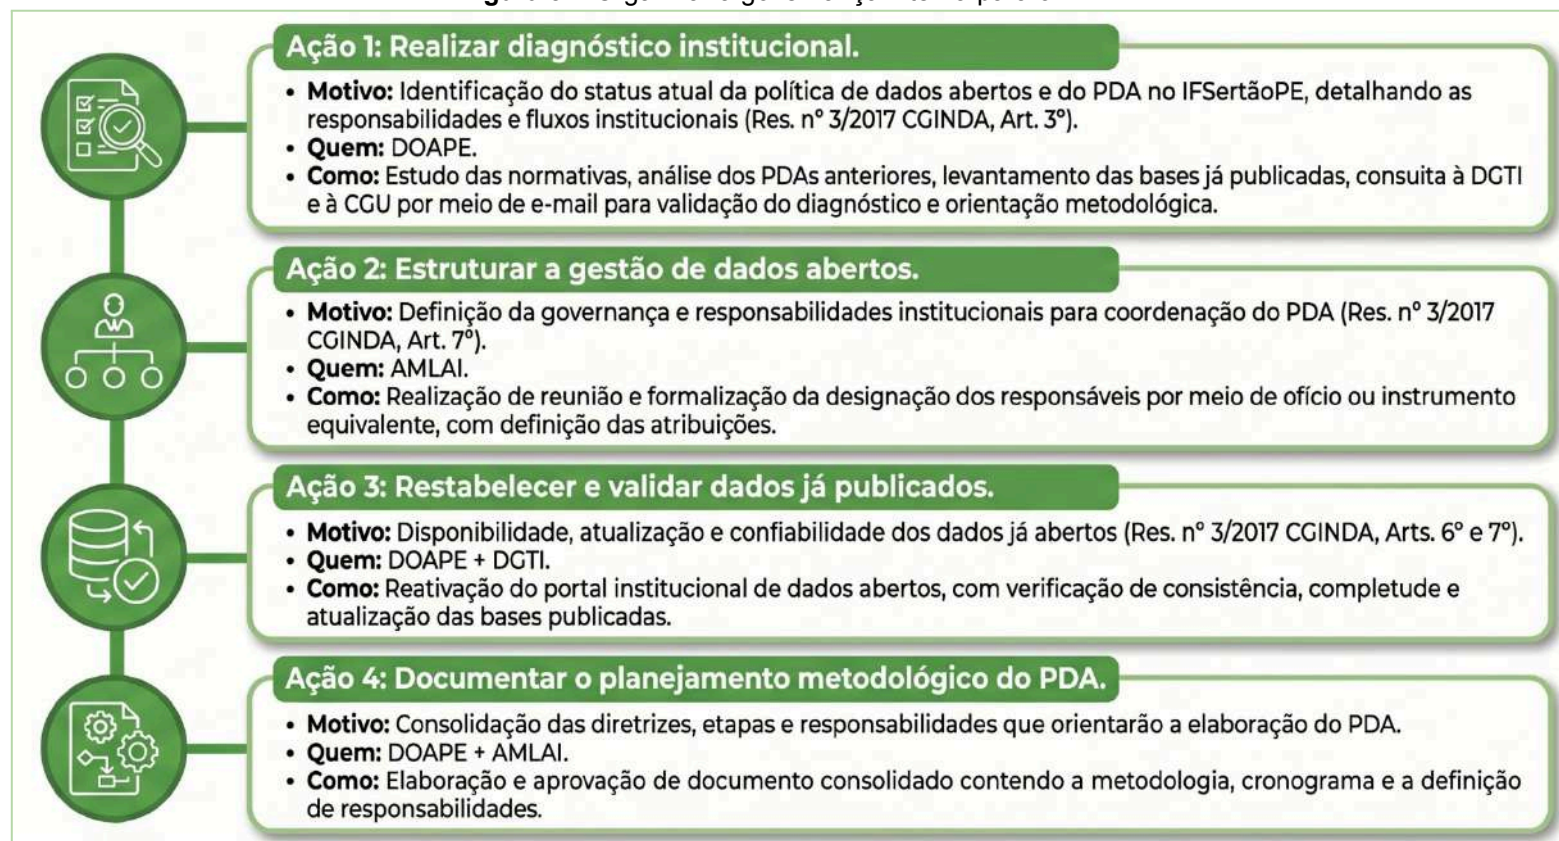 Ação 1: Realizar diagnóstico institucional.
• Motivo: Identificação do status atual da política de dados abertos e do PDA no IFSertãoPE, detalhando as
responsabilidades e fluxos institucionais (Res. nº 3/2017 CGINDA, Art. 3º).
• Quem: DOAPE.
• Como: Estudo das normativas, análise dos PDAs anteriores, levantamento das bases já publicadas, consuita à DGTI
e à CGU por meio de e-mail para validação do diagnóstico e orientação metodológica.
Ação 2: Estruturar a gestão de dados abertos.
• Motivo: Definição da governança e responsabilidades institucionais para coordenação do PDA (Res. nº 3/2017
CGINDA, Art. 7º).
• Quem: AMLAI.
• Como: Realização de reunião e formalização da designação dos responsáveis por meio de ofício ou instrumento
equivalente, com definição das atribuições.
Ação 3: Restabelecer e validar dados já publicados.
• Motivo: Disponibilidade, atualização e confiabilidade dos dados já abertos (Res. nº 3/2017 CGINDA, Arts. 6º e 7º).
• Quem: DOAPE + DGTI.
• Como: Reativação do portal institucional de dados abertos, com verificação de consistência, completude e
atualização das bases publicadas.
Ação 4: Documentar o planejamento metodológico do PDA.
• Motivo: Consolidação das diretrizes, etapas e responsabilidades que orientarão a elaboração do PDA.
• Quem: DOAPE + AMLAI.
• Como: Elaboração e aprovação de documento consolidado contendo a metodologia, cronograma e a definição
de responsabilidades.